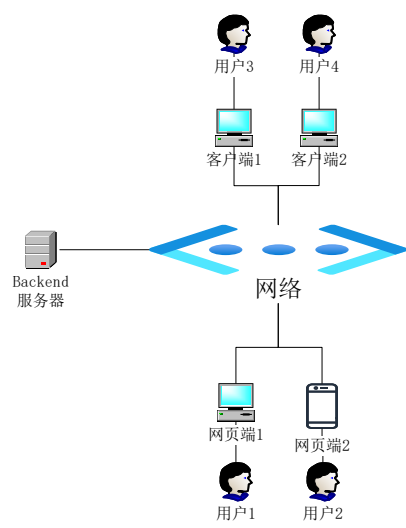 用户3
用户4
客户端1
客户端2
Backend
服务器
网络
网页端1
网页端2
用户1
用户2